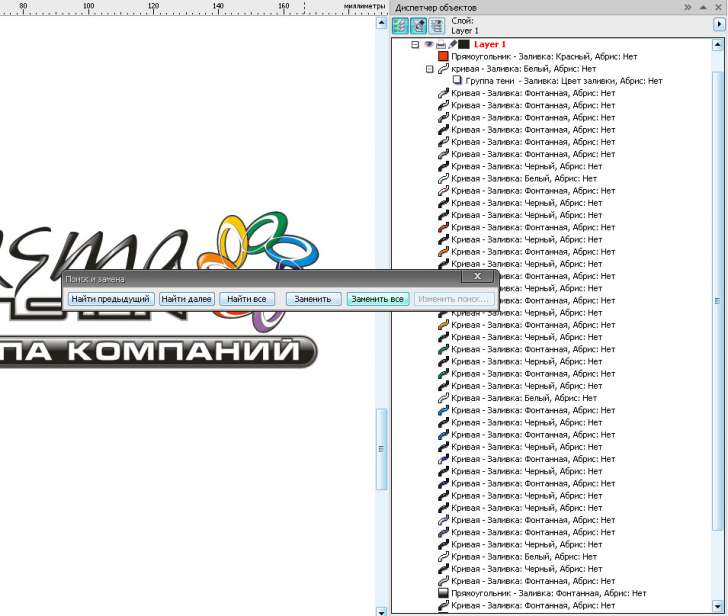 80 100 120 140 160 миллиметры
Диспетчер объектов
Слой:
Layer 1
Layer 1
Прямоугольник - Заливка: Красный, Абрис: Нет
кривая - Заливка: Белый, Абрис: Нет
Группа тени - Заливка: Цвет заливки, Абрис: Нет
Кривая - Заливка: Фонтанная, Абрис: Нет
Кривая - Заливка: Фонтанная, Абрис: Нет
Кривая - Заливка: Фонтанная, Абрис: Нет
Кривая - Заливка: Фонтанная, Абрис: Нет
Кривая - Заливка: Фонтанная, Абрис: Нет
Кривая - Заливка: Фонтанная, Абрис: Нет
Кривая - Заливка: Черный, Абрис: Нет
Кривая - Заливка: Белый, Абрис: Нет
Кривая - Заливка: Фонтанная, Абрис: Нет
Кривая - Заливка: Черный, Абрис: Нет
Кривая - Заливка: Черный, Абрис: Нет
Кривая - Заливка: Фонтанная, Абрис: Нет
Кривая - Заливка: Черный, Абрис: Нет
Кривая - Заливка: Фонтанная, Абрис: Нет
Кривая - Заливка: Черный, Абрис: Нет
Фонтанная, Абрис: Нет
Черный, Абрис: Нет
Фонтанная, Абрис: Нет
Кривая - Заливка: Черный, Абрис: Нет
Кривая - Заливка: Фонтанная, Абрис: Нет
Кривая - Заливка: Черный, Абрис: Нет
Кривая - Заливка: Фонтанная, Абрис: Нет
Кривая - Заливка: Черный, Абрис: Нет
Кривая - Заливка: Фонтанная, Абрис: Нет
Кривая - Заливка: Черный, Абрис: Нет
Кривая - Заливка: Белый, Абрис: Нет
Кривая - Заливка: Фонтанная, Абрис: Нет
Кривая - Заливка: Черный, Абрис: Нет
Кривая - Заливка: Фонтанная, Абрис: Нет
Кривая - Заливка: Черный, Абрис: Нет
Кривая - Заливка: Фонтанная, Абрис: Нет
Кривая - Заливка: Черный, Абрис: Нет
Кривая - Заливка: Фонтанная, Абрис: Нет
Кривая - Заливка: Черный, Абрис: Нет
Кривая - Заливка: Черный, Абрис: Нет
Кривая - Заливка: Фонтанная, Абрис: Нет
Кривая - Заливка: Фонтанная, Абрис: Нет
Кривая - Заливка: Черный, Абрис: Нет
Кривая - Заливка: Белый, Абрис: Нет
Кривая - Заливка: Черный, Абрис: Нет
Кривая - Заливка: Фонтанная, Абрис: Нет
Прямоугольник - Заливка: Фонтанная, Абрис: Нет
Кривая - Заливка: Фонтанная, Абрис: Нет
Поиск и замена
Найти предыдущий Найти далее Найти все Заменить Заменить все Изменить поиск...
ПА КОМПАНИЙ